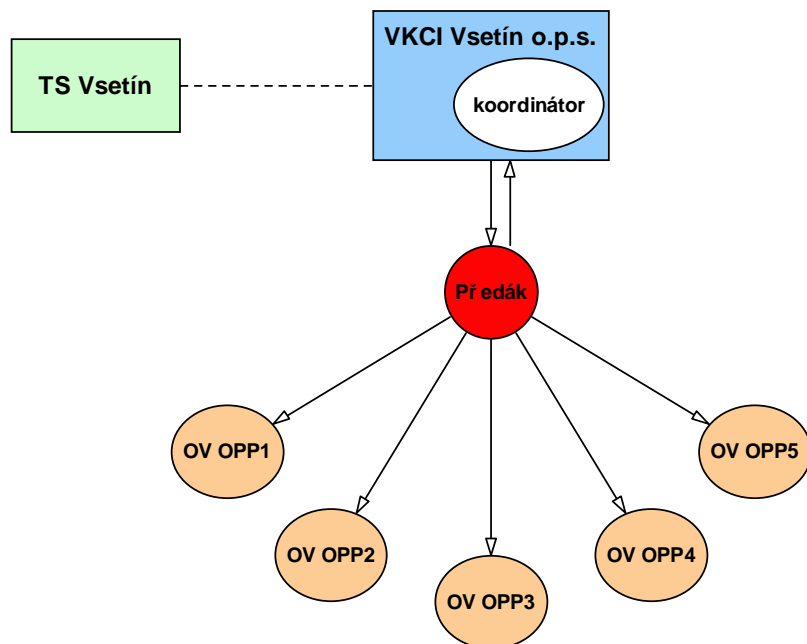 VKCI Vsetín o.p.s.
TS Vsetín
koordinátor
Př edák
OV OPP1
OV OPP5
OV OPP2
OV OPP4
OV OPP3